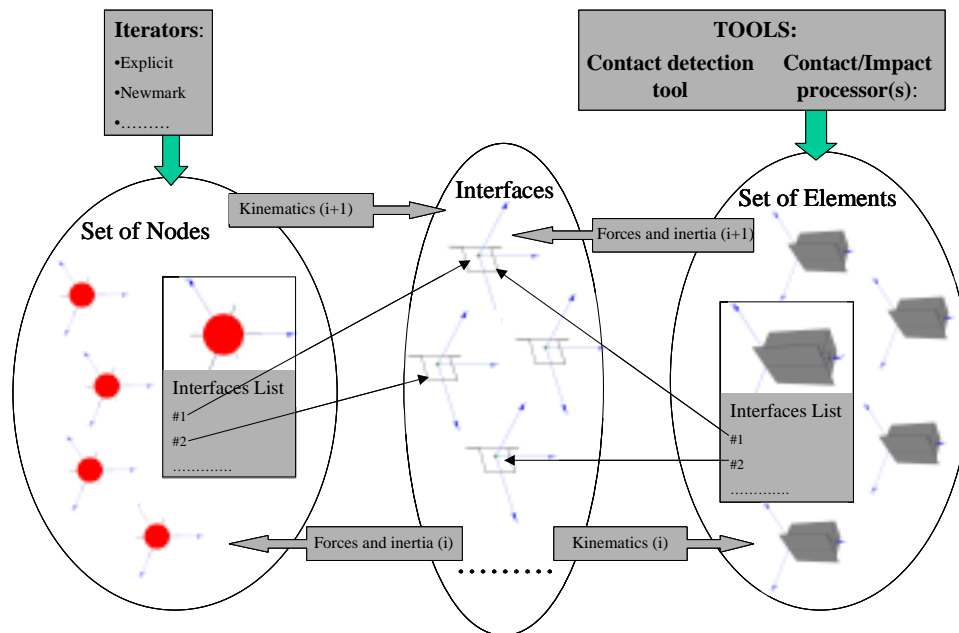 Iterators:
•Explicit
•Newmark
•………
TOOLS:
Contact detection tool
Contact/Impact processor(s):
Set of Nodes
Interfaces
Set of Elements
Kinematics (i+1)
Forces and inertia (i+1)
Interfaces List
#1
#2
………….
Interfaces List
#1
#2
………….
Forces and inertia (i)
Kinematics (i)
........